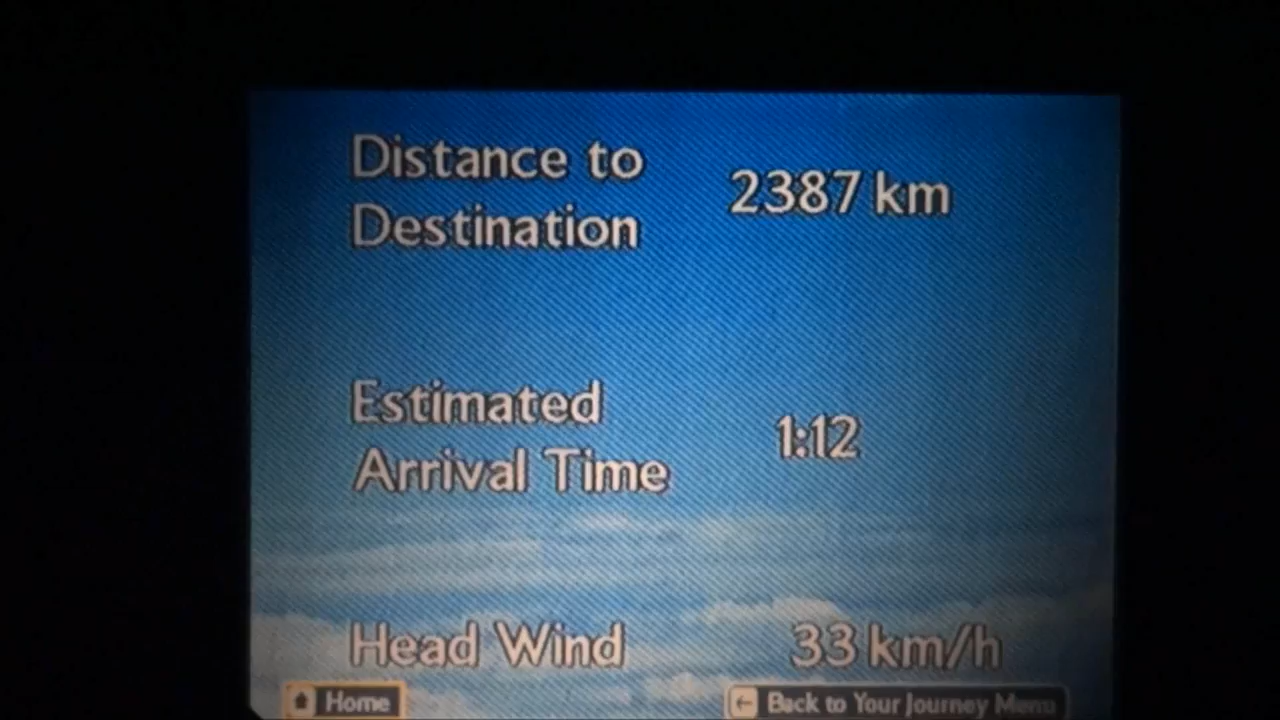 Distance to
Destination
2387 km
Estimated
Arrival Time
1:12
Head Wind
33 km/h
Home
Back to Your Journey Menu